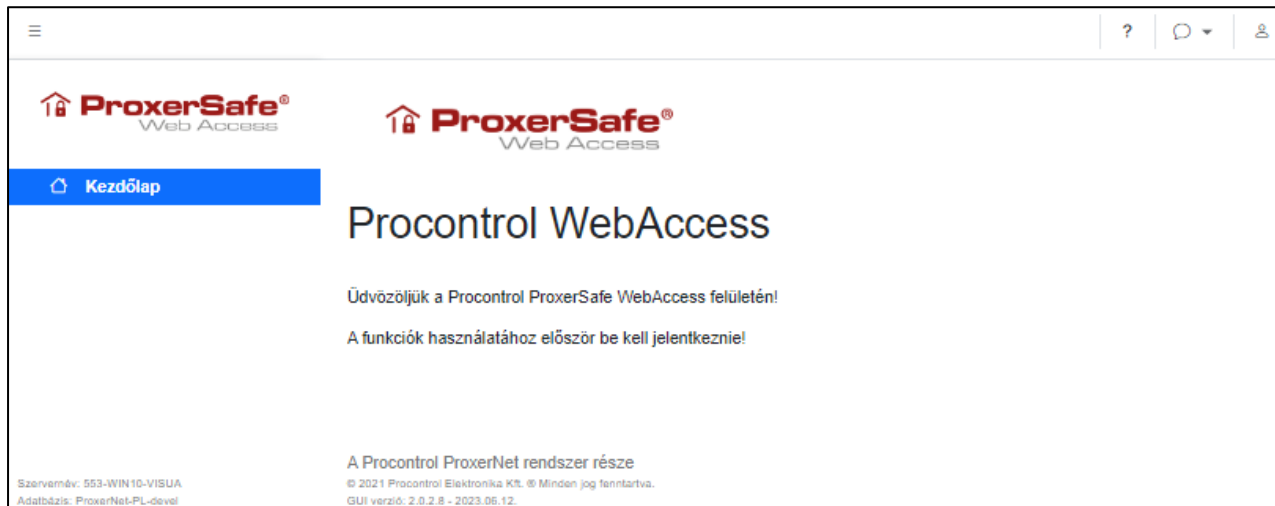 ?
ProxerSafe®
Web Access
Kezdőlap
Szervernév: 553-WIN10-VISUA
Adatbázis: ProxerNet-PL-devel
ProxerSafe®
Web Access
Procontrol WebAccess
Üdvözöljük a Procontrol ProxerSafe WebAccess felületén!
A funkciók használatához először be kell jelentkeznie!
A Procontrol ProxerNet rendszer része
© 2021 Procontrol Elektronika Kft. ® Minden jog fenntartva.
GUI verzió: 2.0.2.8 - 2023.06.12.